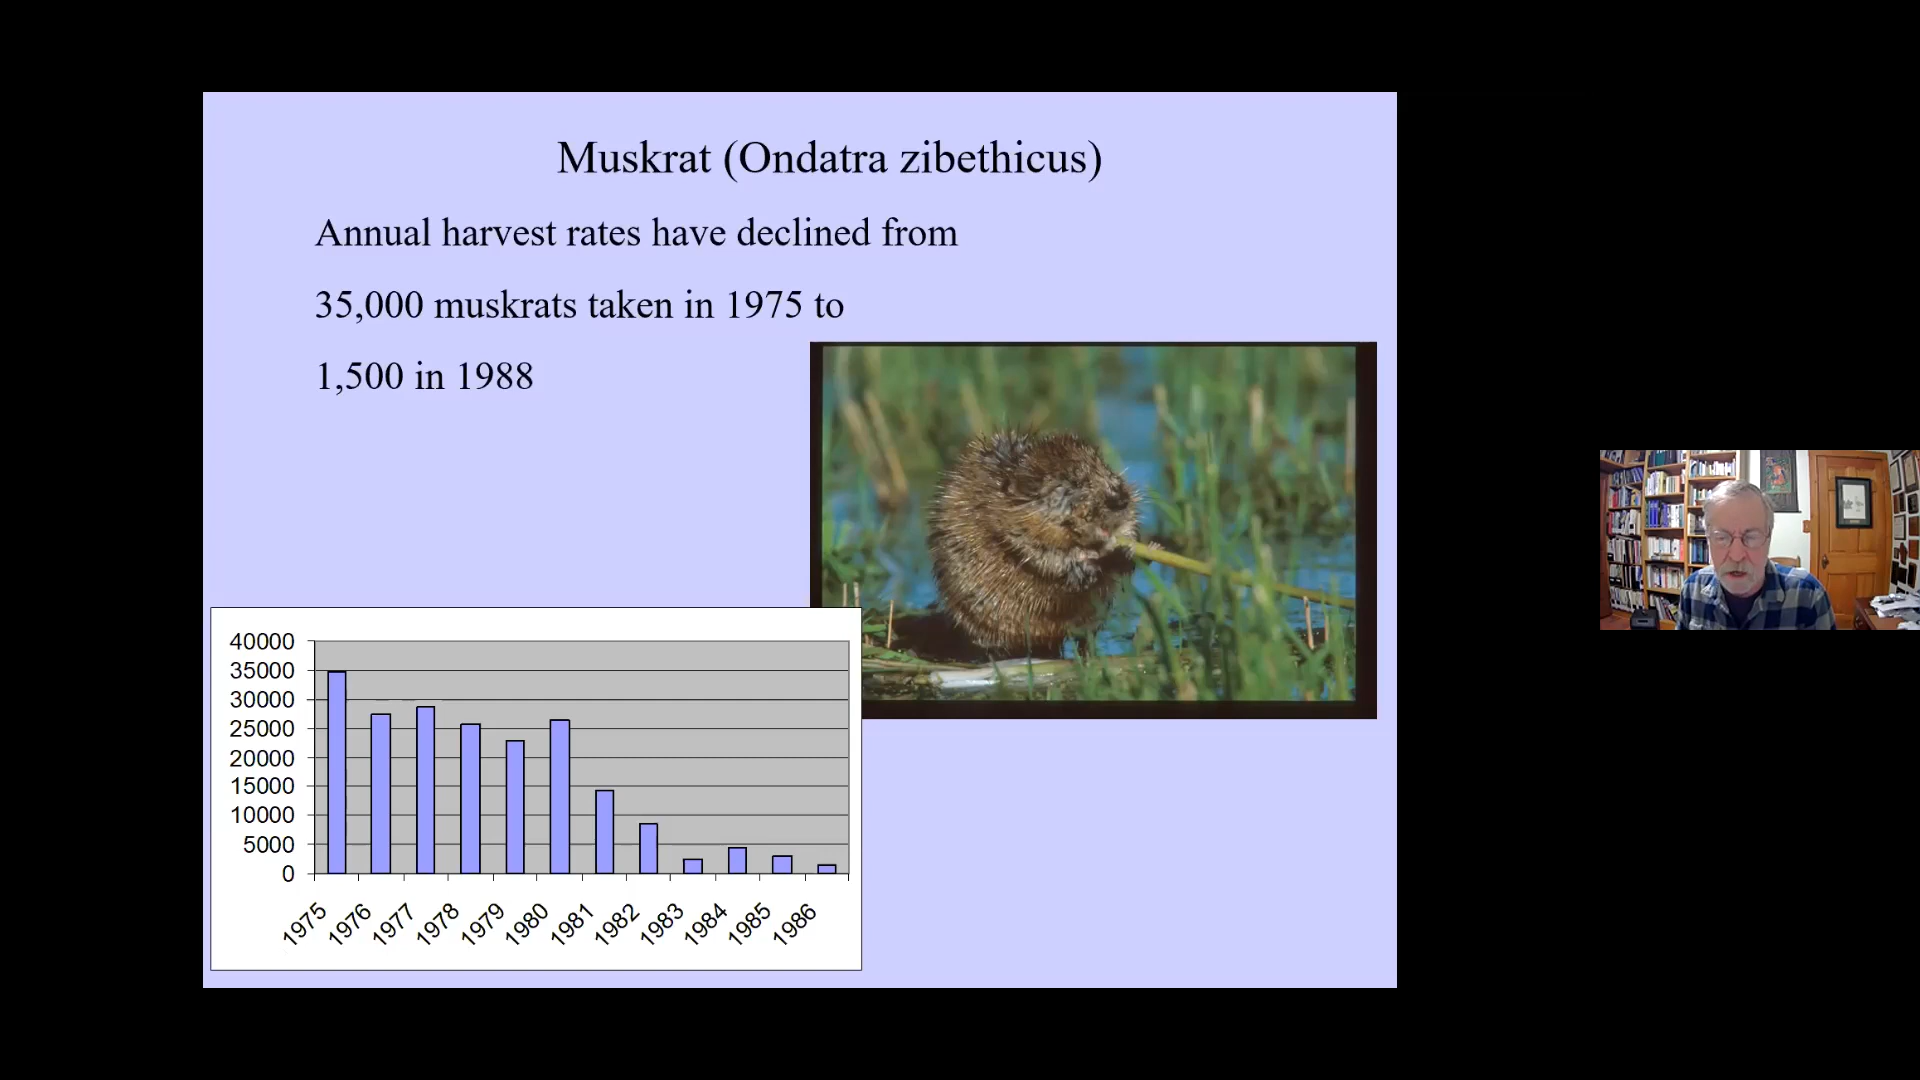 Muskrat (Ondatra zibethicus)
Annual harvest rates have declined from
35,000 muskrats taken in 1975 to
1,500 in 1988
40000
35000
30000
25000
20000
15000
10000
5000
0
1975 1976 1977 1978 1979 1980 1981 1982 1983 1984 1985 1986